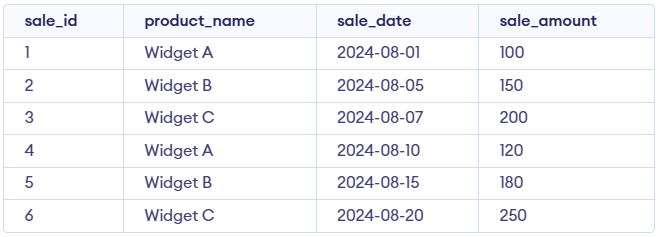 sale_id product_name sale_date sale_amount
1 Widget A 2024-08-01 100
2 Widget B 2024-08-05 150
3 Widget C 2024-08-07 200
4 Widget A 2024-08-10 120
5 Widget B 2024-08-15 180
6 Widget C 2024-08-20 250